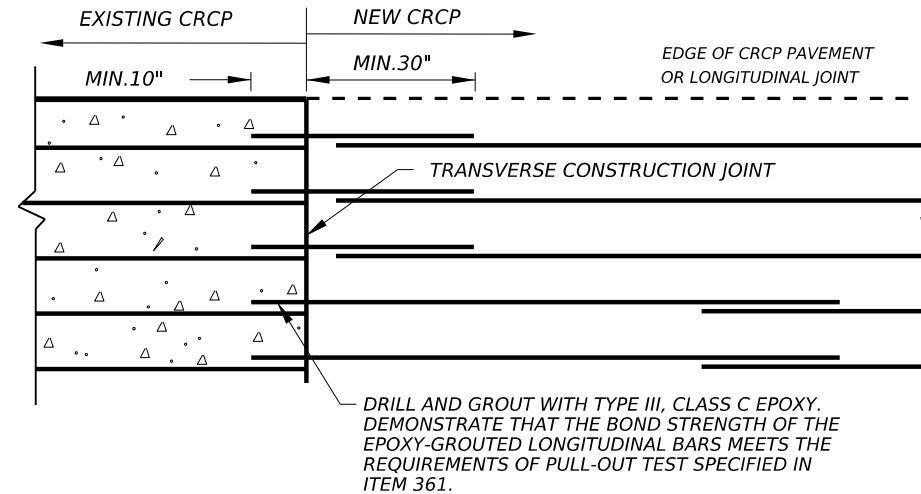 EXISTING CRCP
NEW CRCP
MIN.10"
MIN.30"
EDGE OF CRCP PAVEMENT
OR LONGITUDINAL JOINT
TRANSVERSE CONSTRUCTION JOINT
DRILL AND GROUT WITH TYPE III, CLASS C EPOXY.
DEMONSTRATE THAT THE BOND STRENGTH OF THE
EPOXY-GROUTED LONGITUDINAL BARS MEETS THE
REQUIREMENTS OF PULL-OUT TEST SPECIFIED IN
ITEM 361.